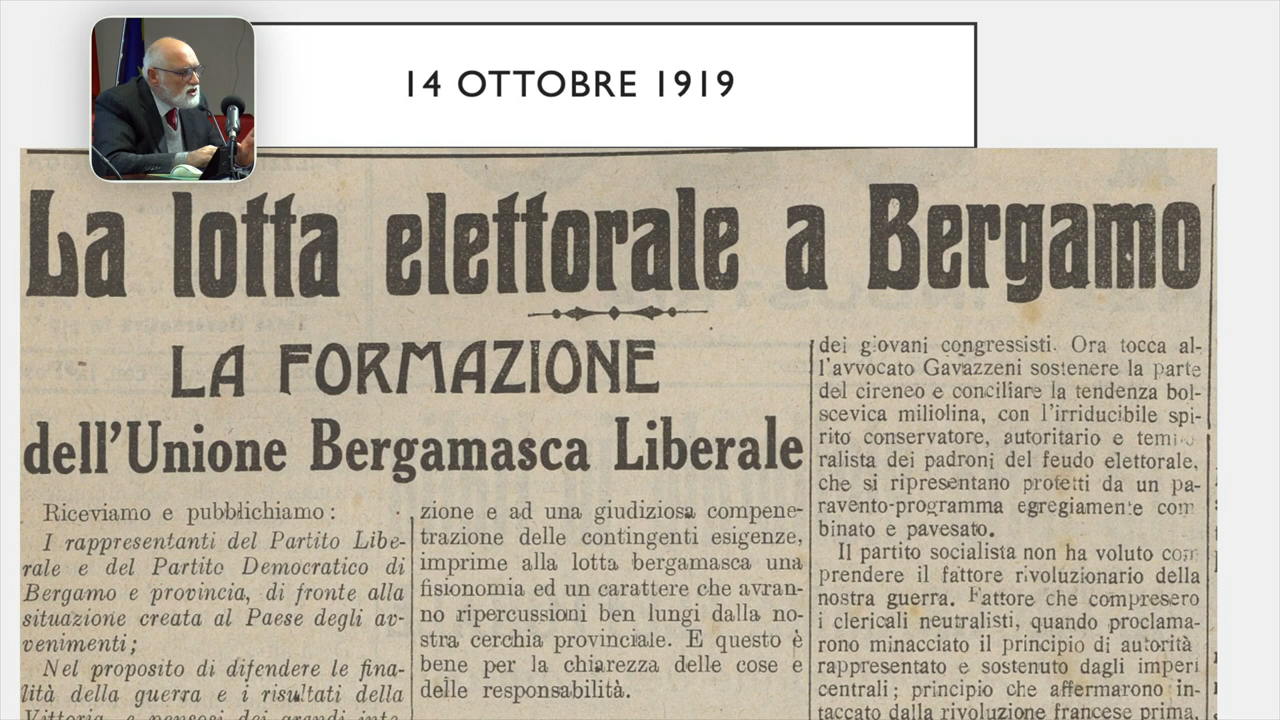 14 OTTOBRE 1919
La lotta elettorale a Bergamo
LA FORMAZIONE
dell'Unione Bergamasca Liberale
Riceviamo e pubblichiamo :
I rappresentanti del Partito Libe-
rale e del Partito Democratico di
Bergamo e provincia, di fronte alla
situazione creata al Paese degli av-
venimenti ;
Nel proposito di difendere le fina-
lità della guerra e i risultati della
Vittoria, e pensosi dei grandi inte-
zione e ad una giudiziosa compene-
trazione delle contingenti esigenze,
imprime alla lotta bergamasca una
fisionomia ed un carattere che avran-
no ripercussioni ben lungi dalla no-
stra cerchia provinciale. E questo è
bene per la chiarezza delle cose e
delle responsabilità.
dei giovani congressisti. Ora tocca al-
l'avvocato Gavazzeni sostenere la parte
del cireneo e conciliare la tendenza bol-
scevica miliolina, con l'irriducibile spi-
rito conservatore, autoritario e tempo-
ralista dei padroni del feudo elettorale,
che si ripresentano protetti da un pa-
ravento-programma egregiamente com
binato e pavesato.
Il partito socialista non ha voluto com
prendere il fattore rivoluzionario della
nostra guerra. Fattore che compresero
i clericali neutralisti, quando proclama-
rono minacciato il principio di autorità
rappresentato e sostenuto dagli imperi
centrali ; principio che affermarono in-
taccato dalla rivoluzione francese prima,